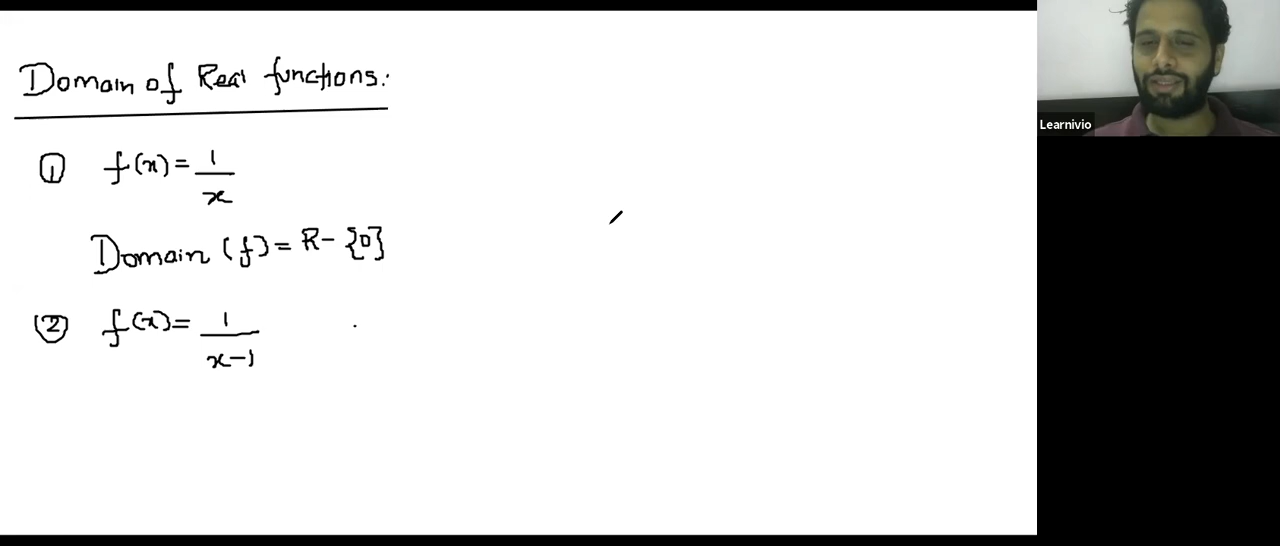 Domain of Real functions:
① f(x) = 1/x
Domain (f) = R - {0}
② f(x) = 1/(x-1)
Learnivio